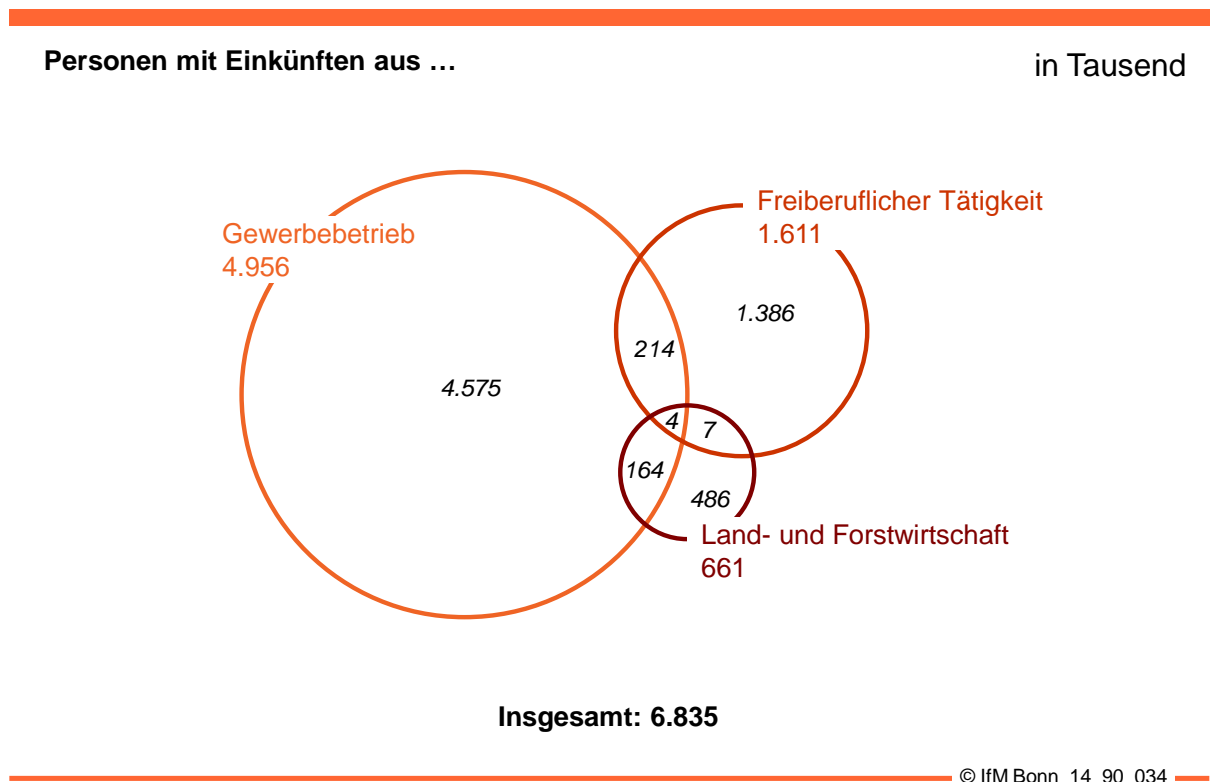 Personen mit Einkünften aus …
in Tausend
Freiberuflicher Tätigkeit
1.611
Gewerbebetrieb
4.956
1.386
214
4.575
4
7
164
486
Land- und Forstwirtschaft
661
Insgesamt: 6.835
© IfM Bonn 14 90 034